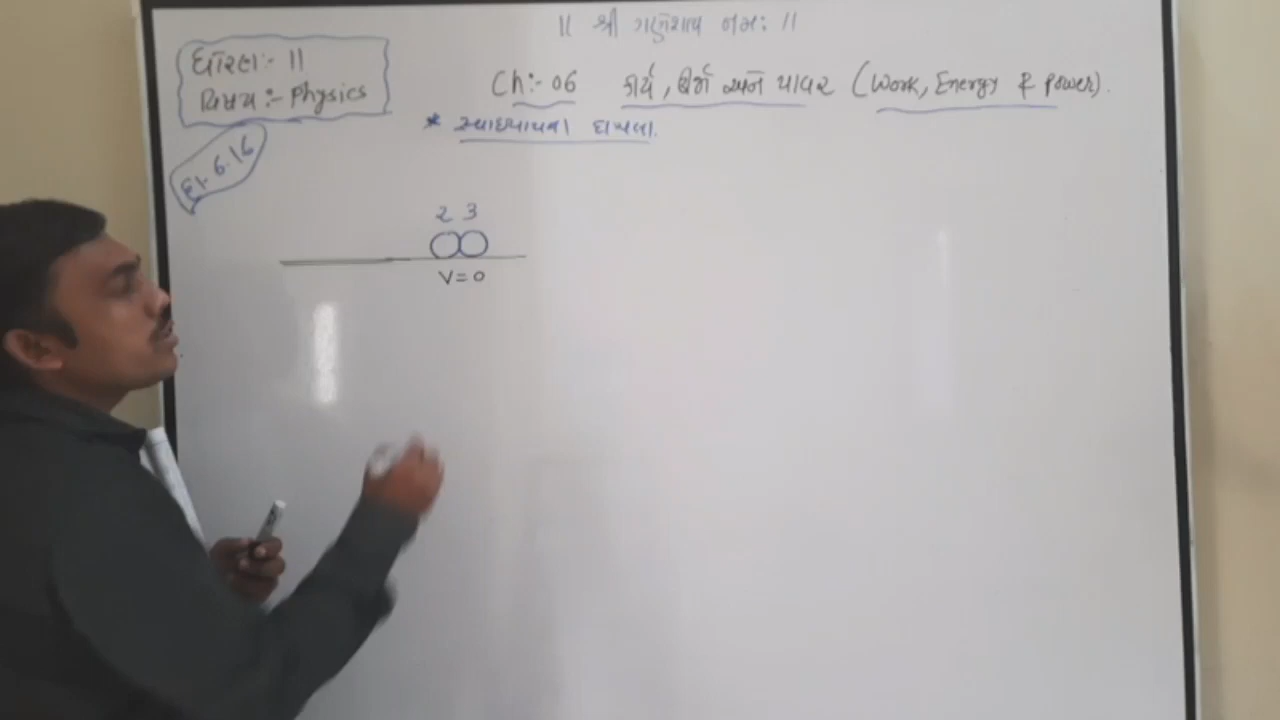 ॥ શ્રી ગણેશાય નમઃ ॥
ધોરણઃ- 11
વિષય :- Physics
Ch:- 06 કાર્ય, ઊર્જા અને પાવર (Work, Energy & Power).
* સ્વાધ્યાયના દાખલા.
દા. 6.16
2 3
V = 0